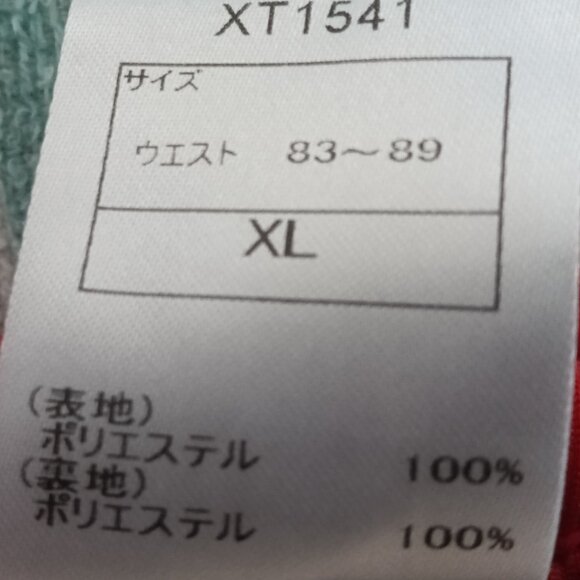 XT1541
サイズ
ウエスト 83～89
XL
(表地)
ポリエステル 100%
(裏地)
ポリエステル 100%